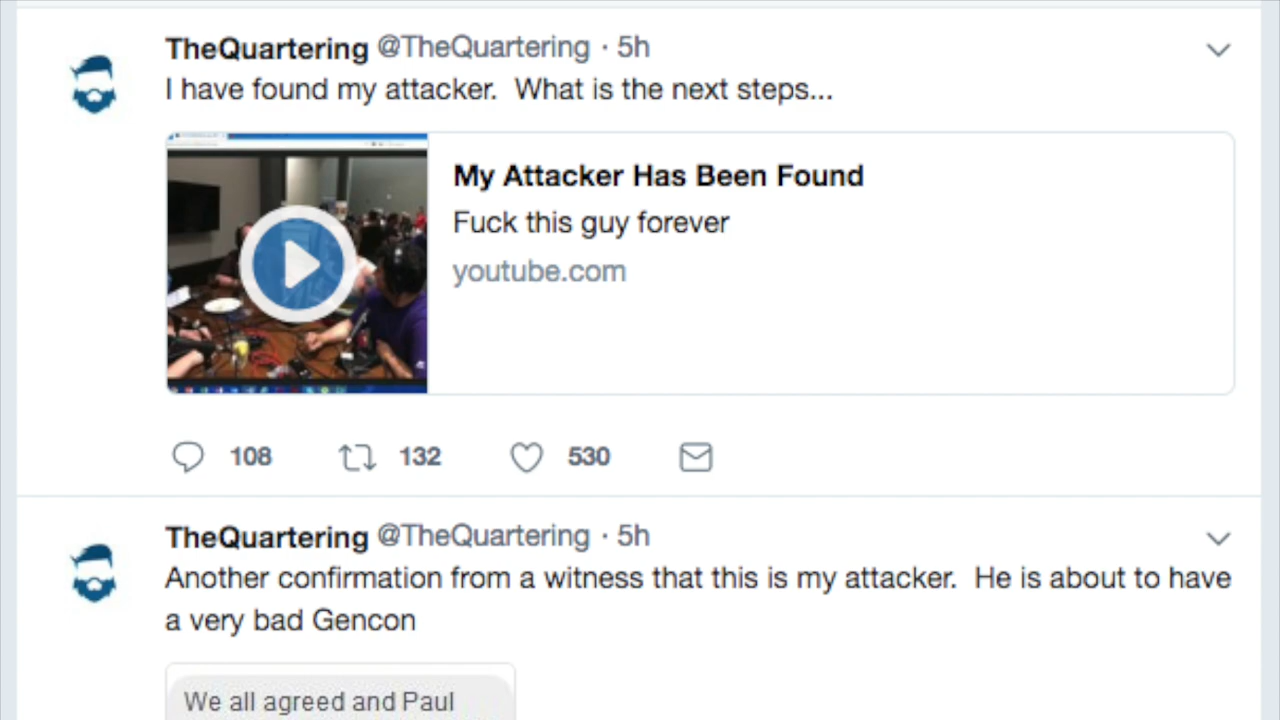 TheQuartering @TheQuartering · 5h
I have found my attacker.  What is the next steps...
My Attacker Has Been Found
Fuck this guy forever
youtube.com
108 132 530
TheQuartering @TheQuartering · 5h
Another confirmation from a witness that this is my attacker.  He is about to have
a very bad Gencon
We all agreed and Paul